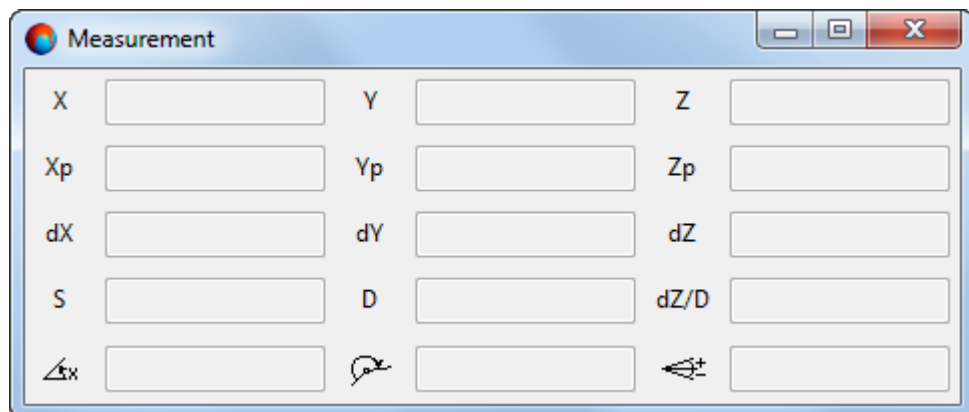 Measurement
X Y Z
Xp Yp Zp
dX dY dZ
S D dZ/D
x ±